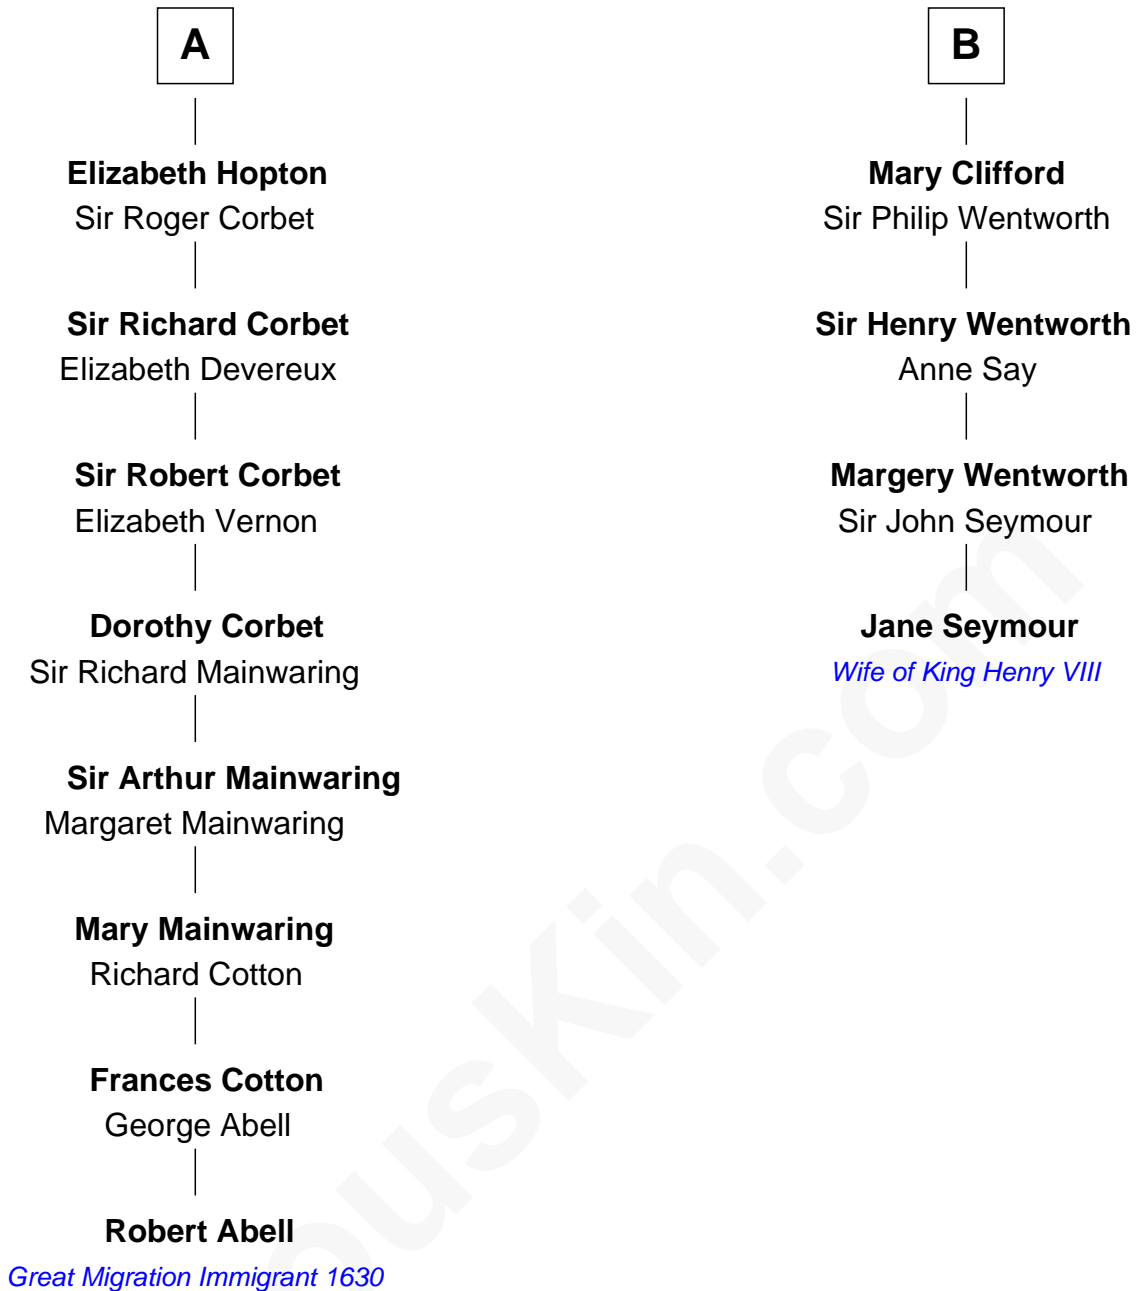 A
Elizabeth Hopton
Sir Roger Corbet
Sir Richard Corbet
Elizabeth Devereux
Sir Robert Corbet
Elizabeth Vernon
Dorothy Corbet
Sir Richard Mainwaring
Sir Arthur Mainwaring
Margaret Mainwaring
Mary Mainwaring
Richard Cotton
Frances Cotton
George Abell
Robert Abell
Great Migration Immigrant 1630
B
Mary Clifford
Sir Philip Wentworth
Sir Henry Wentworth
Anne Say
Margery Wentworth
Sir John Seymour
Jane Seymour
Wife of King Henry VIII
ousKin.com